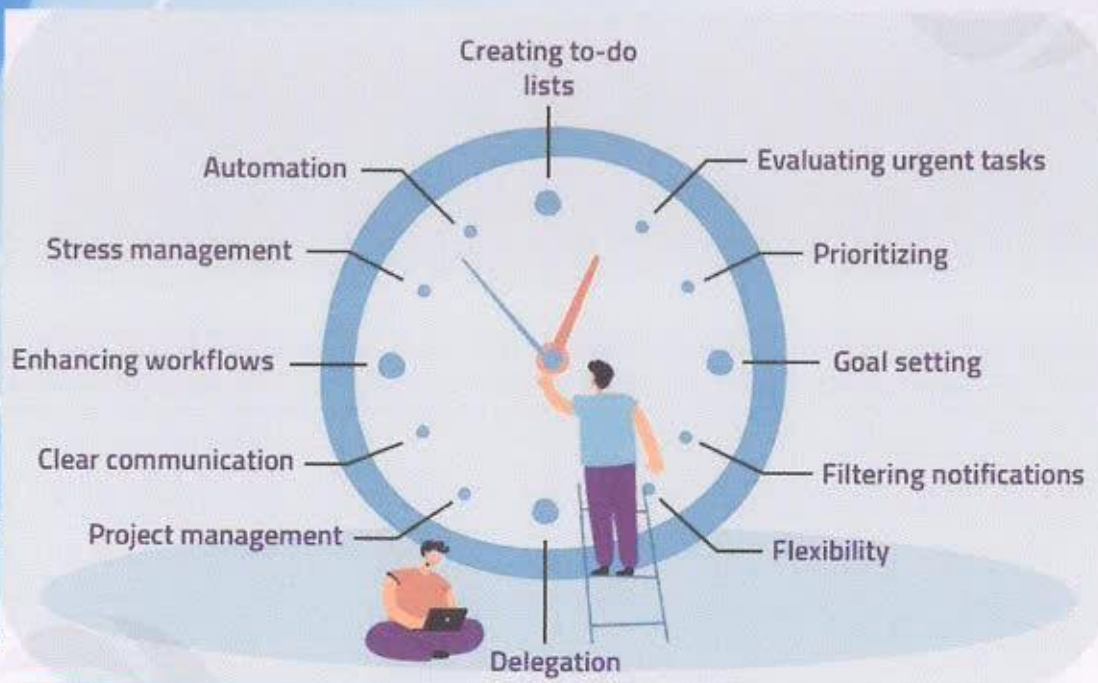 Creating to-do
lists
Evaluating urgent tasks
Prioritizing
Goal setting
Filtering notifications
Flexibility
Delegation
Project management
Clear communication
Enhancing workflows
Stress management
Automation